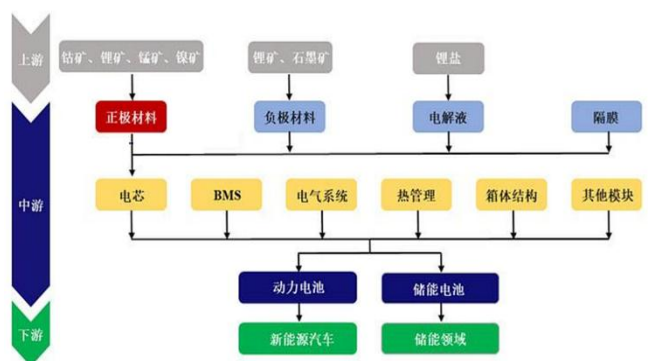 上游
钴矿、锂矿、锰矿、镍矿
锂矿、石墨矿
锂盐
正极材料
负极材料
电解液
隔膜
中游
电芯
BMS
电气系统
热管理
箱体结构
其他模块
动力电池
储能电池
下游
新能源汽车
储能领域